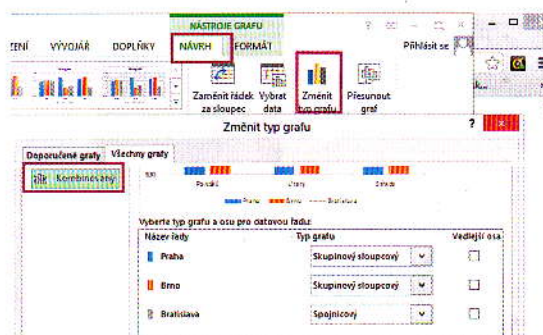 NÁSTROJE GRAFU
ZENÍ VÝVOJÁŘ DOPLŇKY NÁVRH FORMÁT Přihlásit se
Zaměnit řádek za sloupec
Vybrat data
Změnit typ grafu
Přesunout graf
Změnit typ grafu ?
Doporučené grafy Všechny grafy
Kombinovaný
Praha Brno Bratislava
Vyberte typ grafu a osu pro datovou řadu:
Název řady Typ grafu Vedlejší osa
Praha Skupinový sloupcový
Brno Skupinový sloupcový
Bratislava Spojnicový